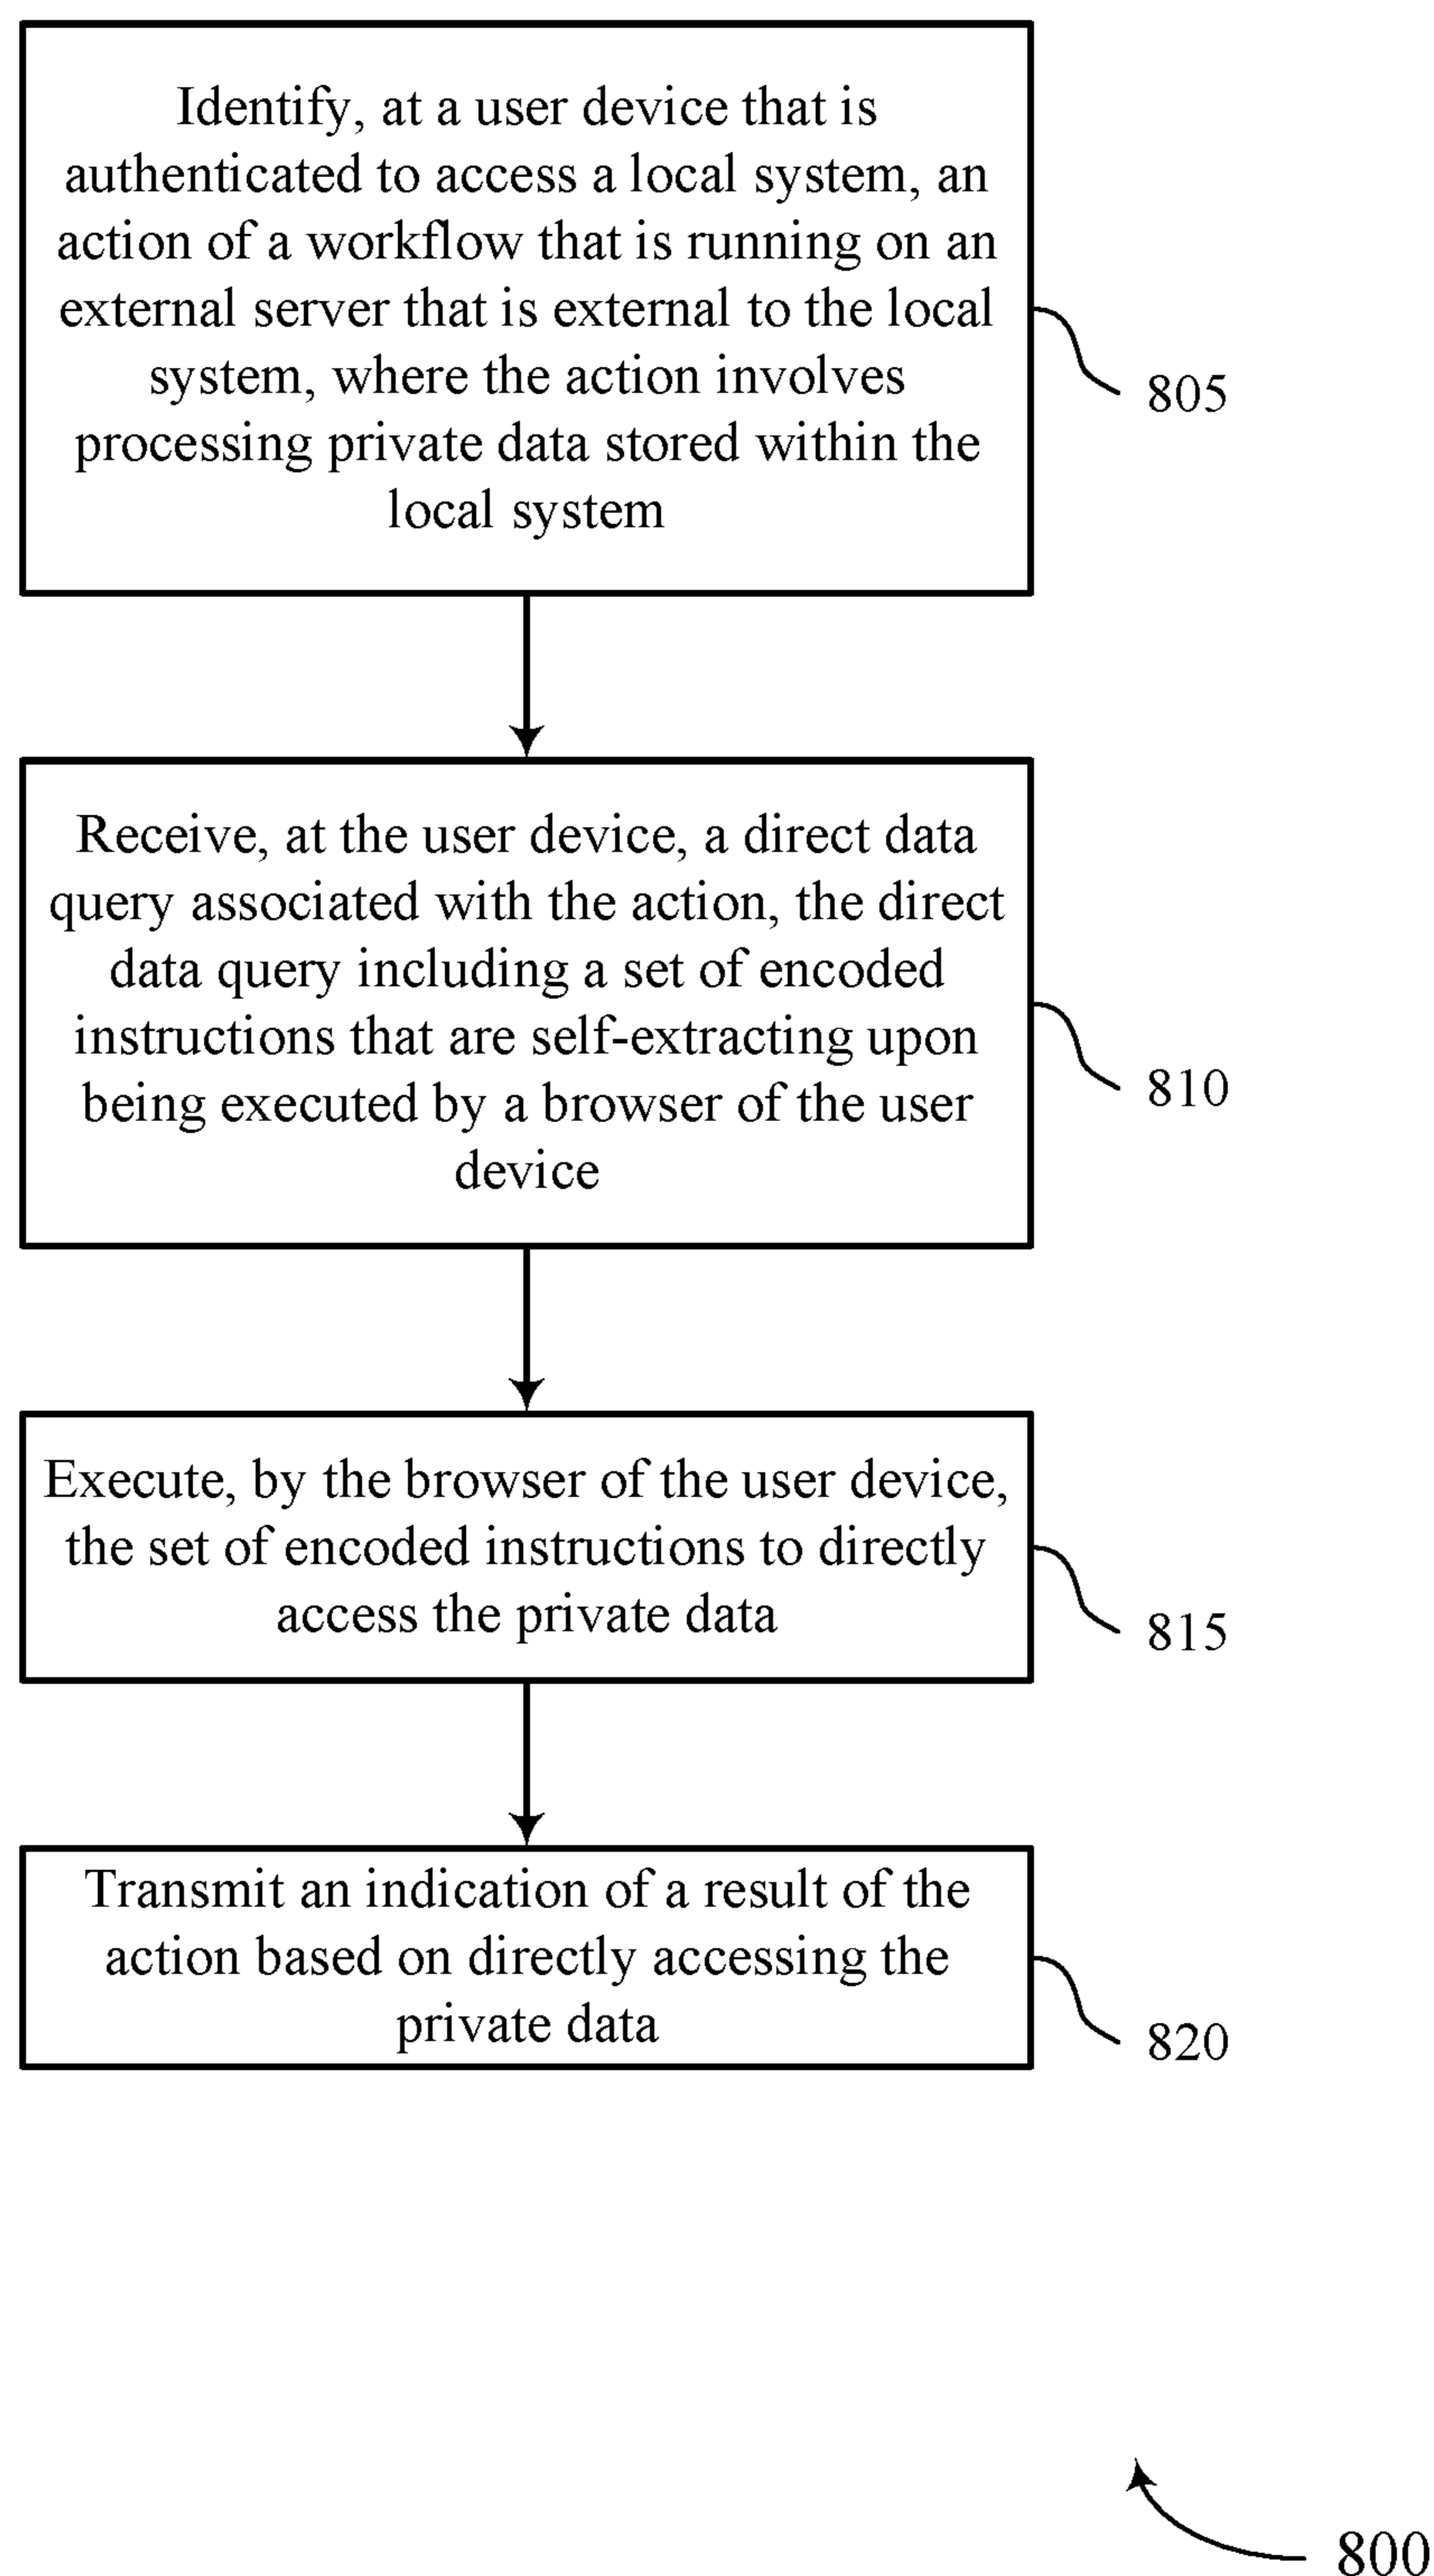 Identify, at a user device that is
authenticated to access a local system, an
action of a workflow that is running on an
external server that is external to the local
system, where the action involves
processing private data stored within the
local system
805
Receive, at the user device, a direct data
query associated with the action, the direct
data query including a set of encoded
instructions that are self-extracting upon
being executed by a browser of the user
device
810
Execute, by the browser of the user device,
the set of encoded instructions to directly
access the private data
815
Transmit an indication of a result of the
action based on directly accessing the
private data
820
800